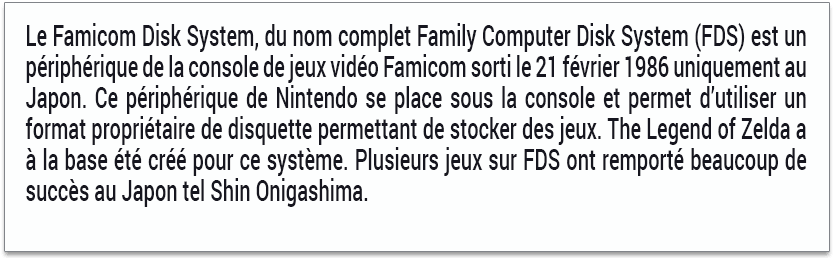 Le Famicom Disk System, du nom complet Family Computer Disk System (FDS) est un
périphérique de la console de jeux vidéo Famicom sorti le 21 février 1986 uniquement au
Japon. Ce périphérique de Nintendo se place sous la console et permet d'utiliser un
format propriétaire de disquette permettant de stocker des jeux. The Legend of Zelda a
à la base été créé pour ce système. Plusieurs jeux sur FDS ont remporté beaucoup de
succès au Japon tel Shin Onigashima.